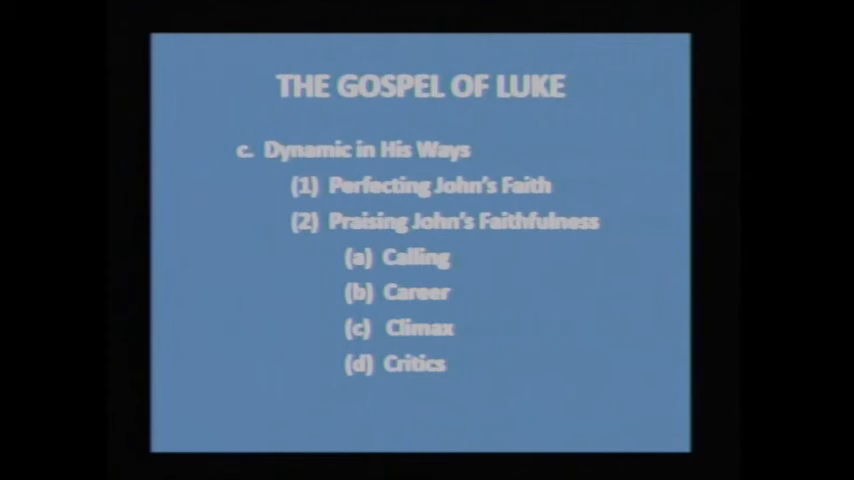 THE GOSPEL OF LUKE
c. Dynamic in His Ways
(1) Perfecting John's Faith
(2) Praising John's Faithfulness
(a) Calling
(b) Career
(c) Climax
(d) Critics